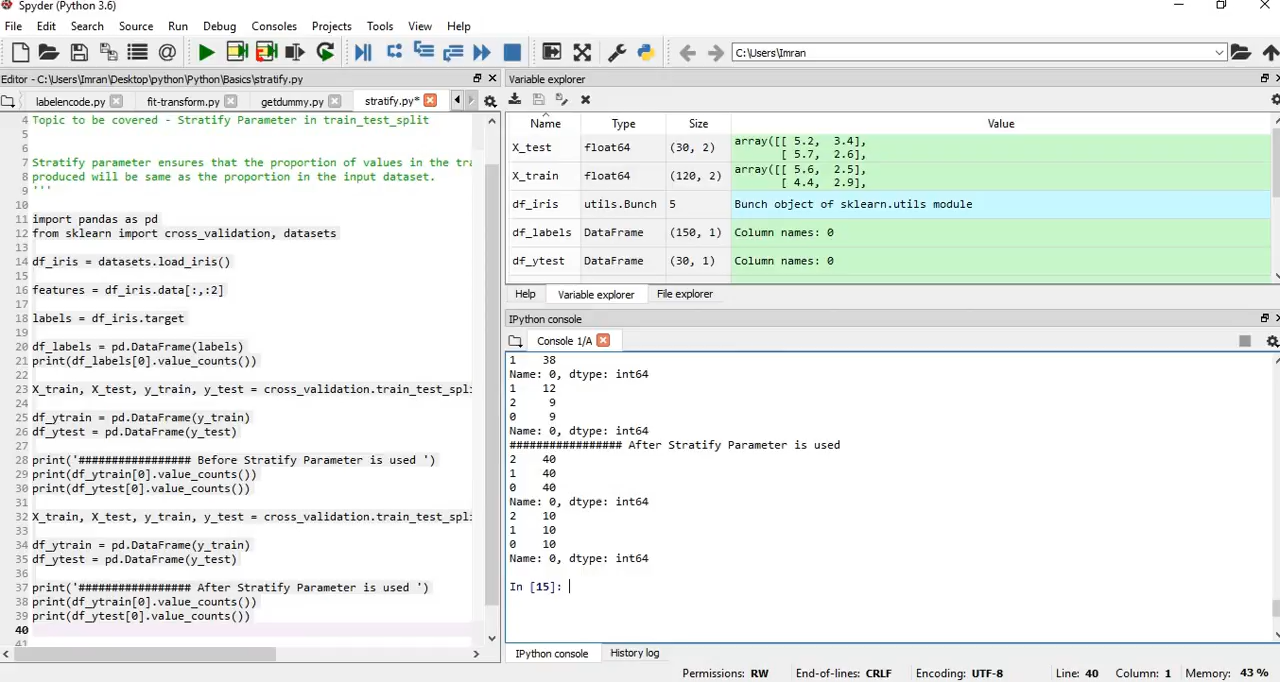 Spyder (Python 3.6)
File Edit Search Source Run Debug Consoles Projects Tools View Help
C:\Users\Imran
Editor - C:\Users\Imran\Desktop\python\Python\Basics\stratify.py
labelencode.py fit-transform.py getdummy.py stratify.py*
4 Topic to be covered - Stratify Parameter in train_test_split
5
6
7 Stratify parameter ensures that the proportion of values in the tra
8 produced will be same as the proportion in the input dataset.
9 '''
10
11 import pandas as pd
12 from sklearn import cross_validation, datasets
13
14 df_iris = datasets.load_iris()
15
16 features = df_iris.data[:,:2]
17
18 labels = df_iris.target
19
20 df_labels = pd.DataFrame(labels)
21 print(df_labels[0].value_counts())
22
23 X_train, X_test, y_train, y_test = cross_validation.train_test_spli
24
25 df_ytrain = pd.DataFrame(y_train)
26 df_ytest = pd.DataFrame(y_test)
27
28 print('################# Before Stratify Parameter is used ')
29 print(df_ytrain[0].value_counts())
30 print(df_ytest[0].value_counts())
31
32 X_train, X_test, y_train, y_test = cross_validation.train_test_spli
33
34 df_ytrain = pd.DataFrame(y_train)
35 df_ytest = pd.DataFrame(y_test)
36
37 print('################# After Stratify Parameter is used ')
38 print(df_ytrain[0].value_counts())
39 print(df_ytest[0].value_counts())
40
41
Variable explorer
Name Type Size Value
X_test float64 (30, 2) array([[ 5.2, 3.4],
[ 5.7, 2.6],
X_train float64 (120, 2) array([[ 5.6, 2.5],
[ 4.4, 2.9],
df_iris utils.Bunch 5 Bunch object of sklearn.utils module
df_labels DataFrame (150, 1) Column names: 0
df_ytest DataFrame (30, 1) Column names: 0
Help Variable explorer File explorer
IPython console
Console 1/A
1 38
Name: 0, dtype: int64
1 12
2 9
0 9
Name: 0, dtype: int64
################# After Stratify Parameter is used
2 40
1 40
0 40
Name: 0, dtype: int64
2 10
1 10
0 10
Name: 0, dtype: int64
In [15]:
IPython console History log
Permissions: RW End-of-lines: CRLF Encoding: UTF-8 Line: 40 Column: 1 Memory: 43 %